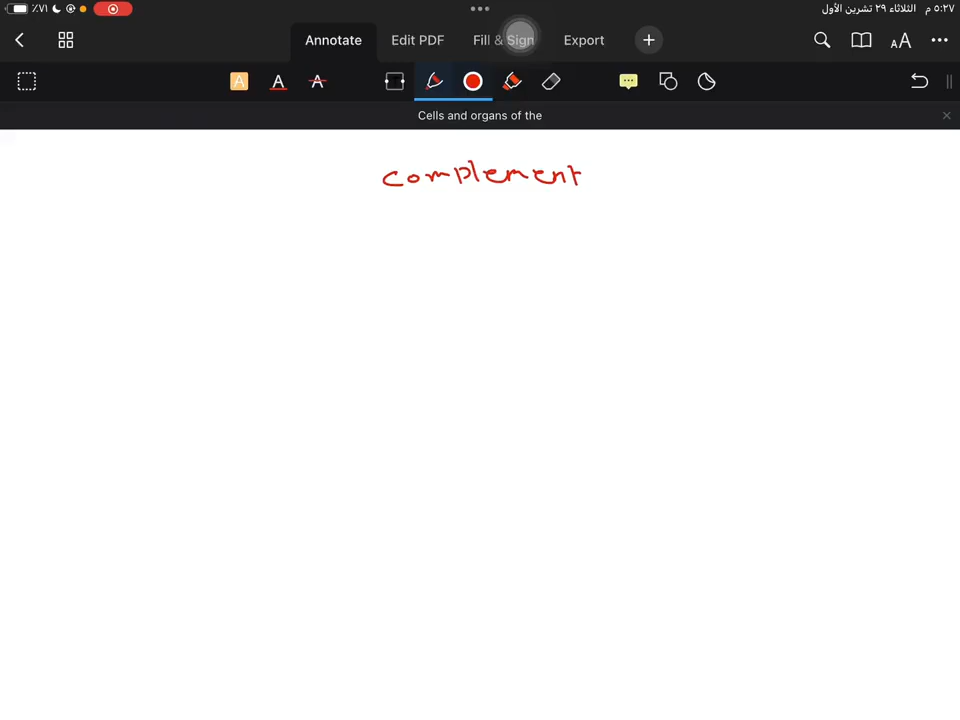 ٪٧١ ٥:٢٧ م الثلاثاء ٢٩ تشرين الأول
Annotate Edit PDF Fill & Sign Export
A A A AA
Cells and organs of the
complement